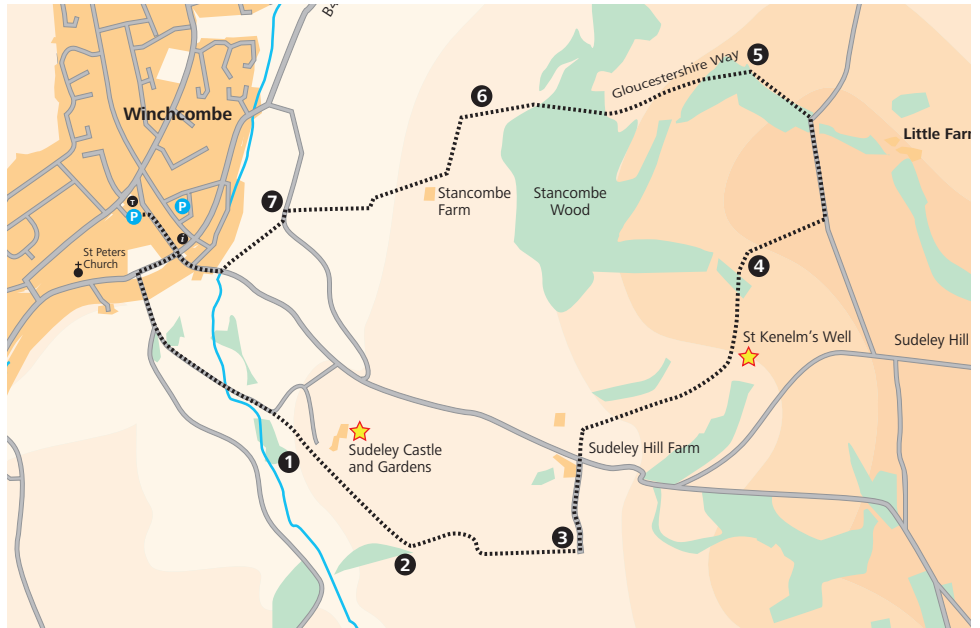 Ba
Gloucestershire Way
5
6
Winchcombe
Little Farm
Stancombe
Farm
Stancombe
Wood
T
P
P
7
i
St Peters
Church
4
St Kenelm's Well
Sudeley Hill
Sudeley Castle
and Gardens
Sudeley Hill Farm
1
3
2